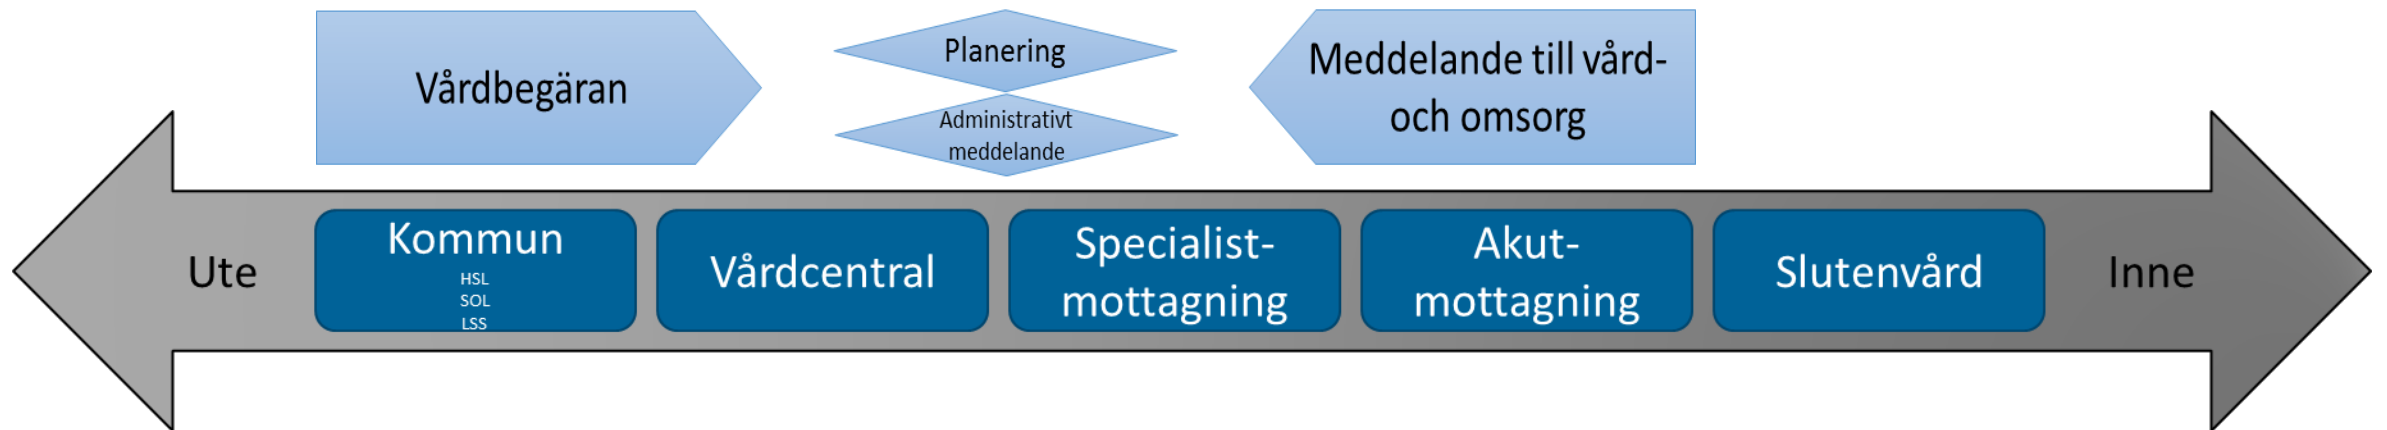 Vårdbegäran
Planering
Administrativt
meddelande
Meddelande till vård-
och omsorg
Ute
Kommun
HSL
SOL
LSS
Vårdcentral
Specialist-
mottagning
Akut-
mottagning
Slutenvård
Inne